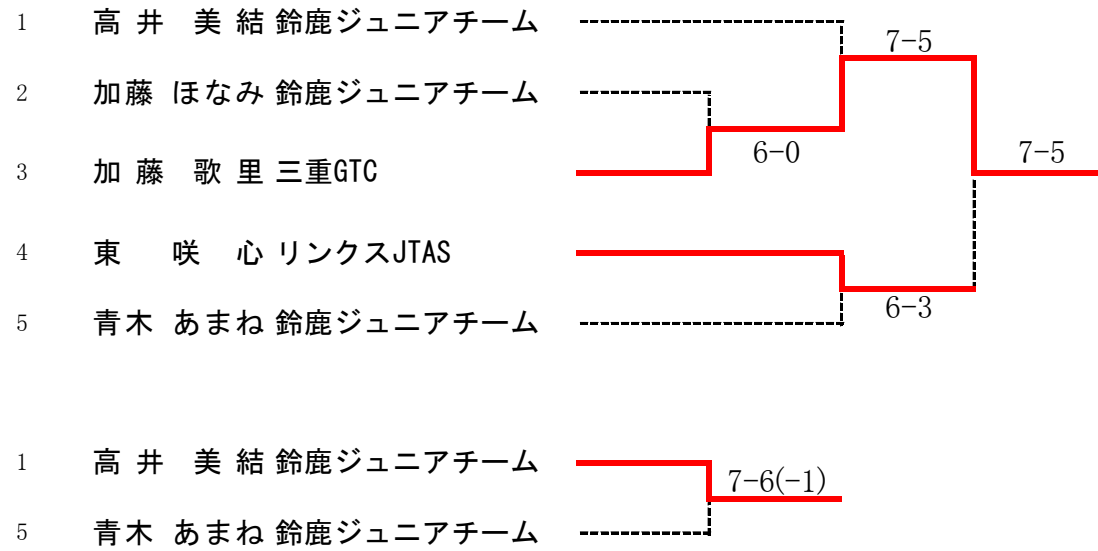 1 高井 美結 鈴鹿ジュニアチーム
7-5
2 加藤 ほなみ 鈴鹿ジュニアチーム
6-0
7-5
3 加藤 歌里 三重GTC
4 東 咲心 リンクスJTAS
6-3
5 青木 あまね 鈴鹿ジュニアチーム
1 高井 美結 鈴鹿ジュニアチーム
7-6(-1)
5 青木 あまね 鈴鹿ジュニアチーム